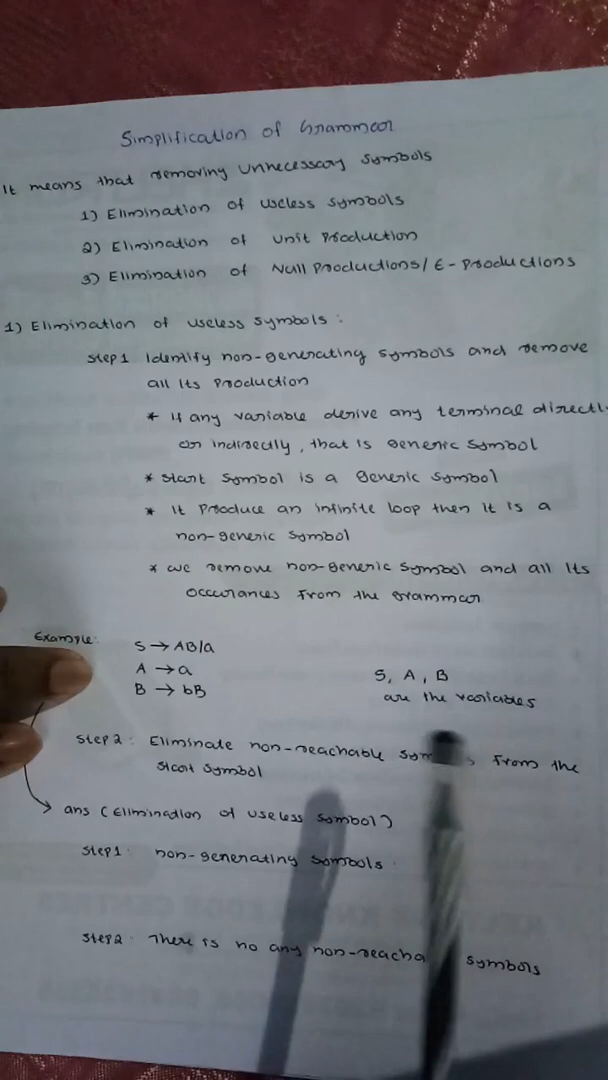 Simplification of Grammar
It means that removing unnecessary symbols
1) Elimination of useless symbols
2) Elimination of Unit Production
3) Elimination of Null Productions/ ε - Productions
1) Elimination of useless symbols :
Step 1 Identify non-generating symbols and remove
all its production
* if any variable derive any terminal directly
or indirectly, that is generic symbol
* start symbol is a generic symbol
* It Produce an infinite loop then it is a
non-generic symbol
* we remove non-generic symbol and all its
occurances from the grammar
Example:
S → AB/a
A → a
B → bB
S, A, B
are the variables
Step 2: Eliminate non-reachable from the
start symbol
ans (Elimination of useless symbol)
Step 1: non-generating symbols:
Step 2: There is no any symbols